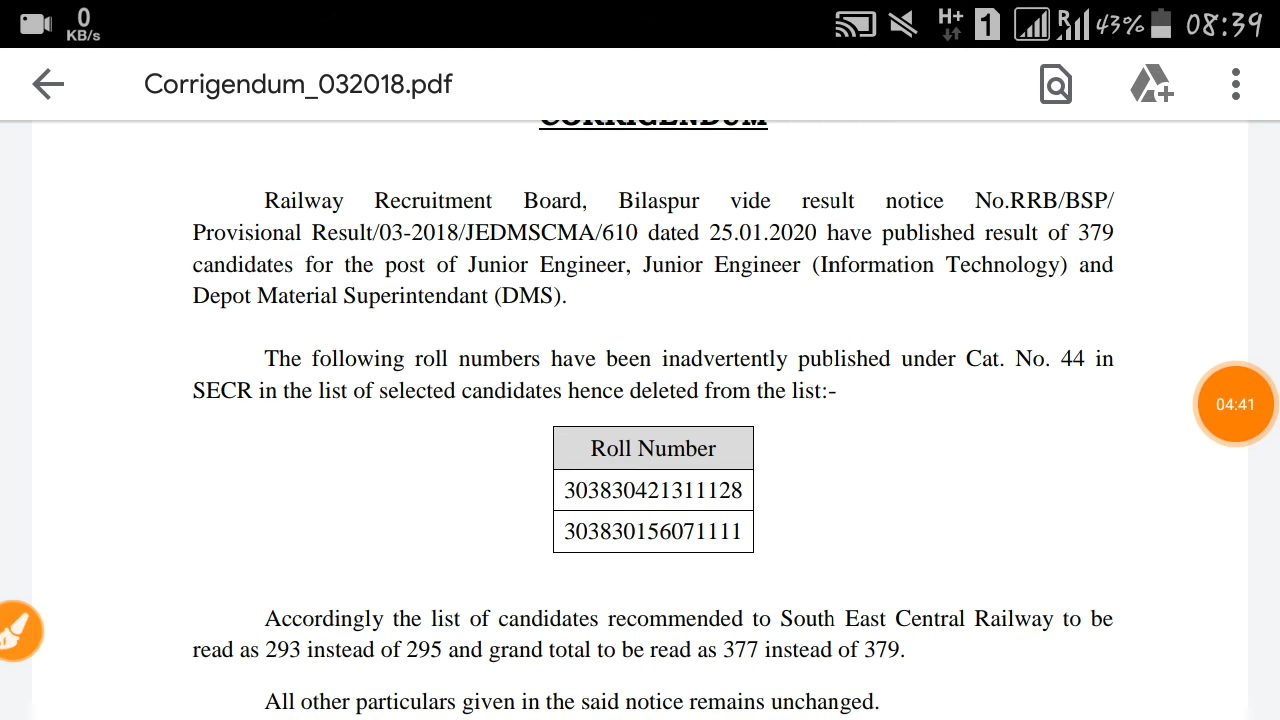 0
KB/s
H+
1
R
43%
08:39
Corrigendum_032018.pdf
CORRIGENDUM
Railway Recruitment Board, Bilaspur vide result notice No.RRB/BSP/
Provisional Result/03-2018/JEDMSCMA/610 dated 25.01.2020 have published result of 379
candidates for the post of Junior Engineer, Junior Engineer (Information Technology) and
Depot Material Superintendant (DMS).
The following roll numbers have been inadvertently published under Cat. No. 44 in
SECR in the list of selected candidates hence deleted from the list:-
04:41
Roll Number
303830421311128
303830156071111
Accordingly the list of candidates recommended to South East Central Railway to be
read as 293 instead of 295 and grand total to be read as 377 instead of 379.
All other particulars given in the said notice remains unchanged.